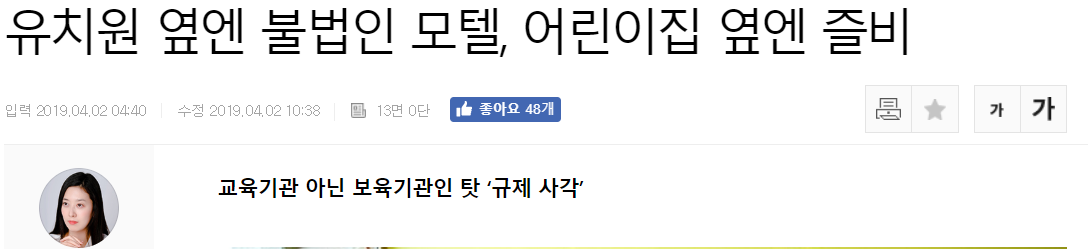 유치원 옆엔 불법인 모텔, 어린이집 옆엔 즐비
입력 2019.04.02 04:40 수정 2019.04.02 10:38 13면 0단 좋아요 48개 가 가
교육기관 아닌 보육기관인 탓 ‘규제 사각’